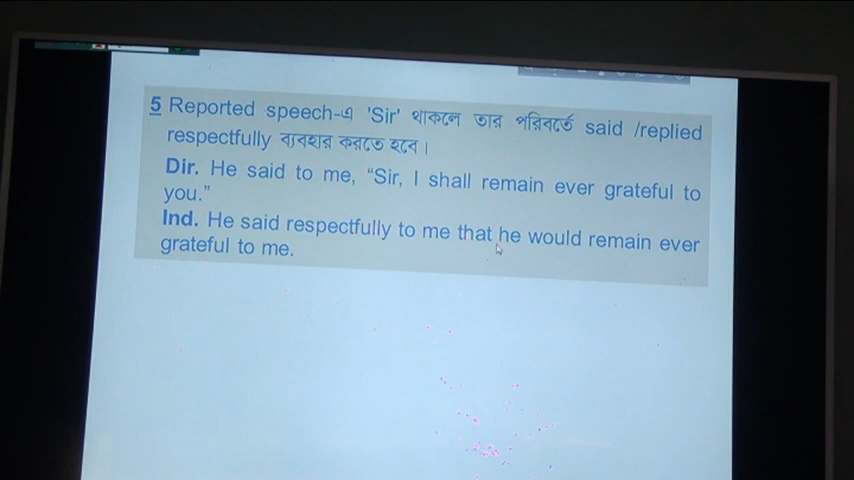 5 Reported speech-এ 'Sir' থাকলে তার পরিবর্তে said /replied
respectfully ব্যবহার করতে হবে।
Dir. He said to me, “Sir, I shall remain ever grateful to
you.”
Ind. He said respectfully to me that he would remain ever
grateful to me.